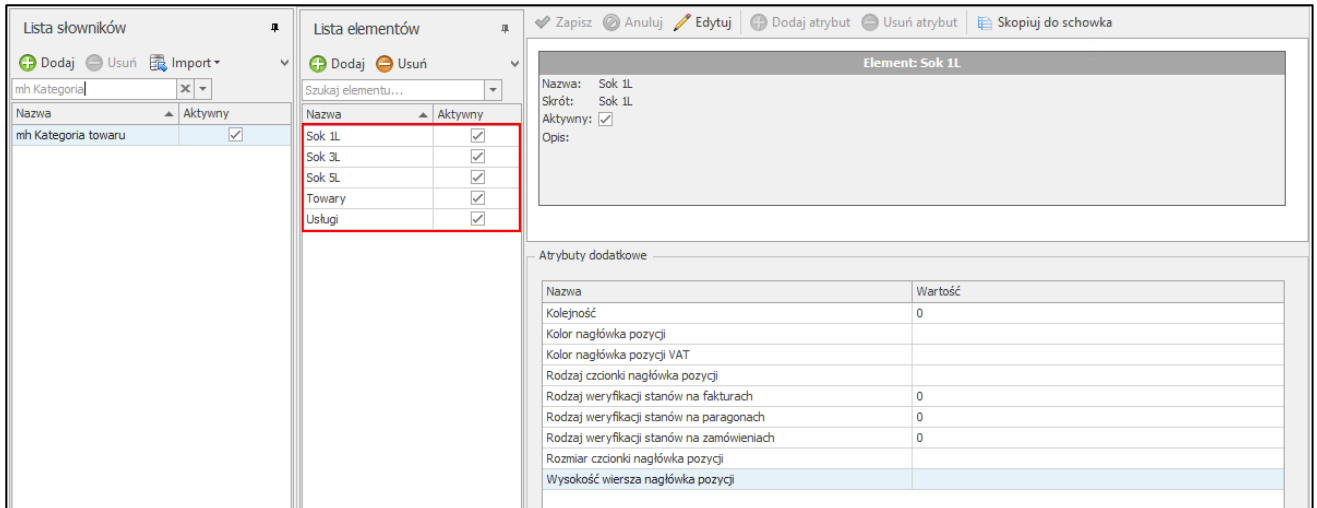 Lista słowników
Dodaj Usuń Import
mh Kategoria
Nazwa Aktywny
mh Kategoria towaru
Lista elementów
Dodaj Usuń
Szukaj elementu...
Nazwa Aktywny
Sok 1L
Sok 3L
Sok 5L
Towary
Usługi
Zapisz Anuluj Edytuj Dodaj atrybut Usuń atrybut Skopiuj do schowka
Element: Sok 1L
Nazwa: Sok 1L
Skrót: Sok 1L
Aktywny:
Opis:
Atrybuty dodatkowe
Nazwa Wartość
Kolejność 0
Kolor nagłówka pozycji
Kolor nagłówka pozycji VAT
Rodzaj czcionki nagłówka pozycji
Rodzaj weryfikacji stanów na fakturach 0
Rodzaj weryfikacji stanów na paragonach 0
Rodzaj weryfikacji stanów na zamówieniach 0
Rozmiar czcionki nagłówka pozycji
Wysokość wiersza nagłówka pozycji